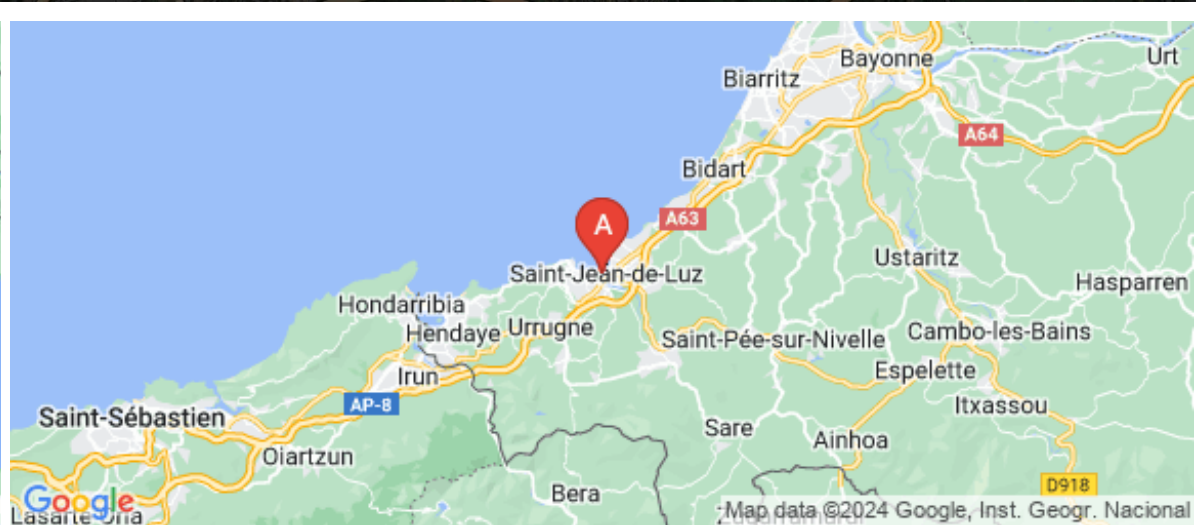 Bayonne
Urt
Biarritz
A64
Bidart
A63
A
Ustaritz
Saint-Jean-de-Luz
Hasparren
Hondarribia
Hendaye
Urrugne
Saint-Pée-sur-Nivelle
Cambo-les-Bains
Espelette
Irun
AP-8
Itxassou
Saint-Sébastien
Sare
Ainhoa
Oiartzun
D918
Bera
Google
Map data ©2024 Google, Inst. Geogr. Nacional